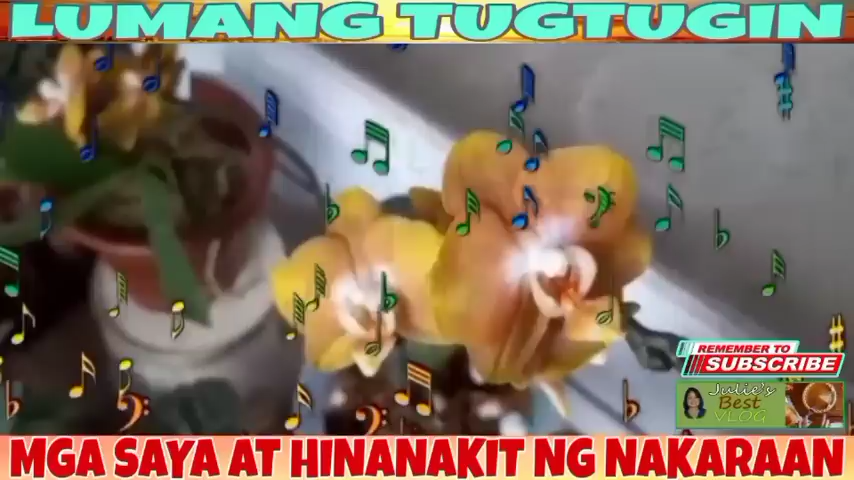 LUMANG TUGTUGIN
REMEMBER TO
SUBSCRIBE
Julie's
Best
VLOG
MGA SAYA AT HINANAKIT NG NAKARAAN